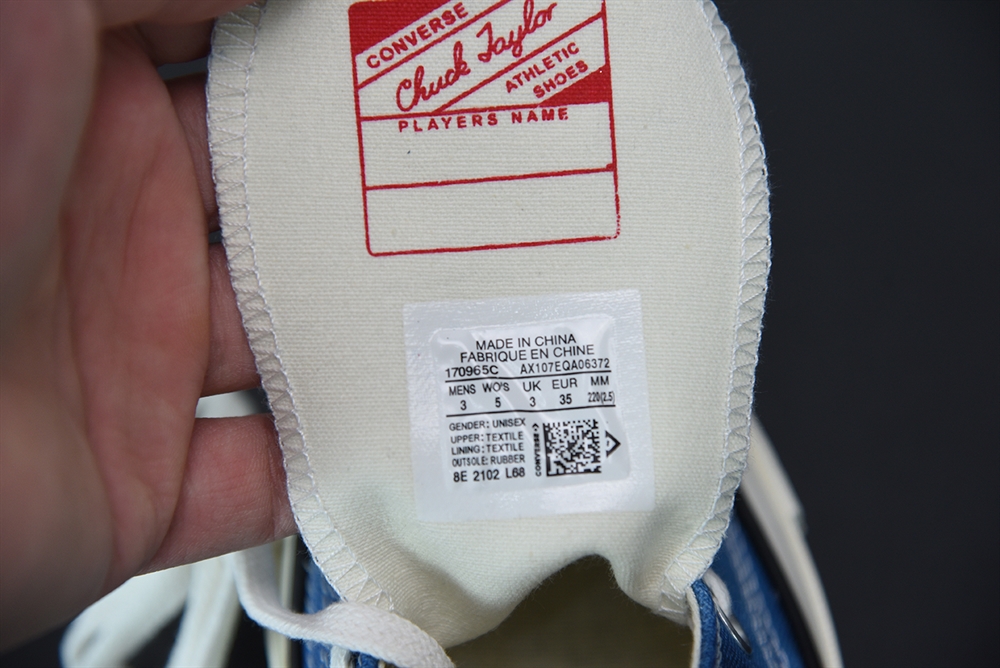 CONVERSE
Chuck Taylor
ATHLETIC
SHOES
PLAYERS NAME
MADE IN CHINA
FABRIQUE EN CHINE
170965C AX107EQA06372
MENS WO'S UK EUR MM
3 5 3 35 220(2.5)
GENDER: UNISEX
UPPER: TEXTILE
LINING: TEXTILE
OUTSOLE: RUBBER
8E 2102 L68
CONVERSE